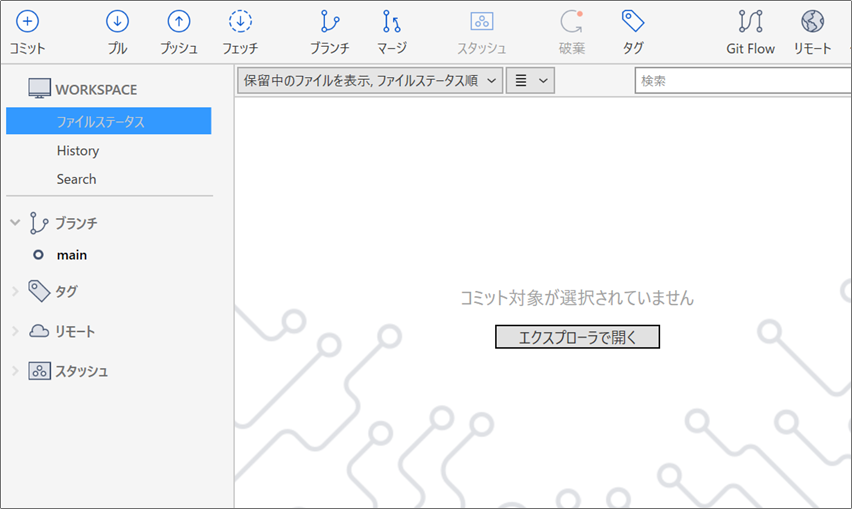 コミット プル プッシュ フェッチ ブランチ マージ スタッシュ 破棄 タグ Git Flow リモート
WORKSPACE
ファイルステータス
History
Search
ブランチ
main
タグ
リモート
スタッシュ
保留中のファイルを表示, ファイルステータス順
検索
コミット対象が選択されていません
エクスプローラで開く